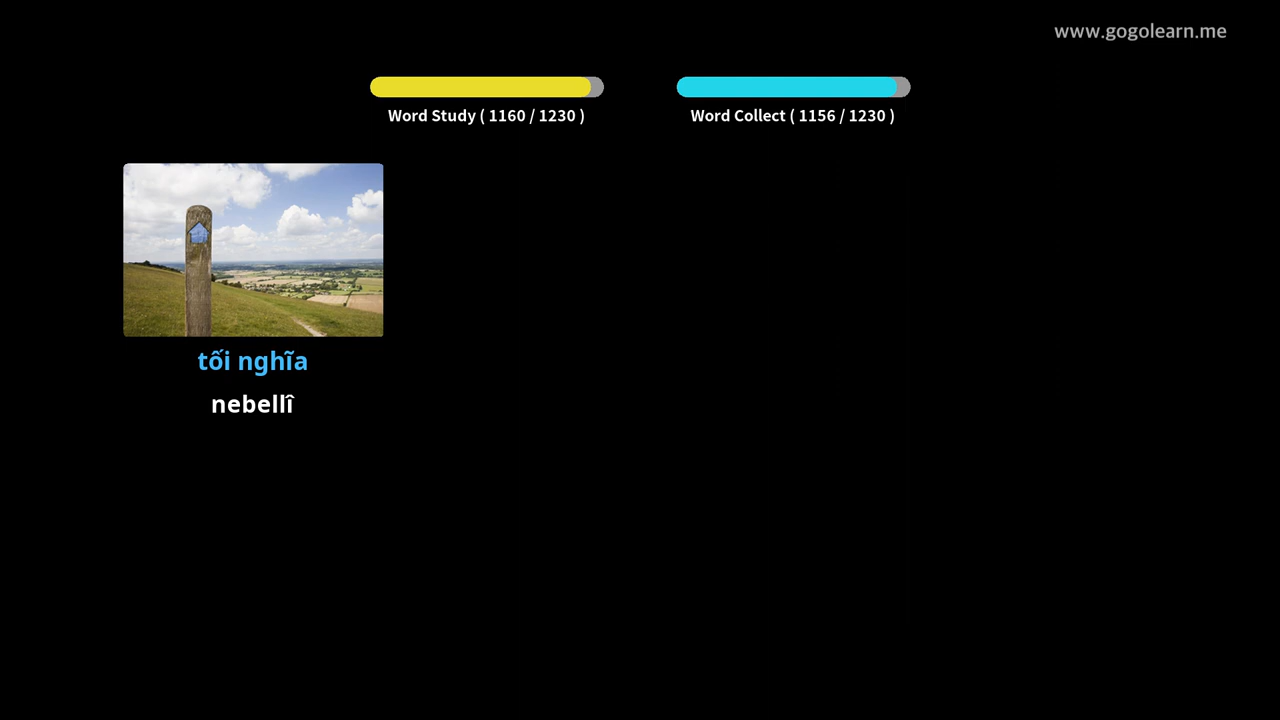 www.gogolearn.me
Word Study ( 1160 / 1230 )
Word Collect ( 1156 / 1230 )
tối nghĩa
nebellî